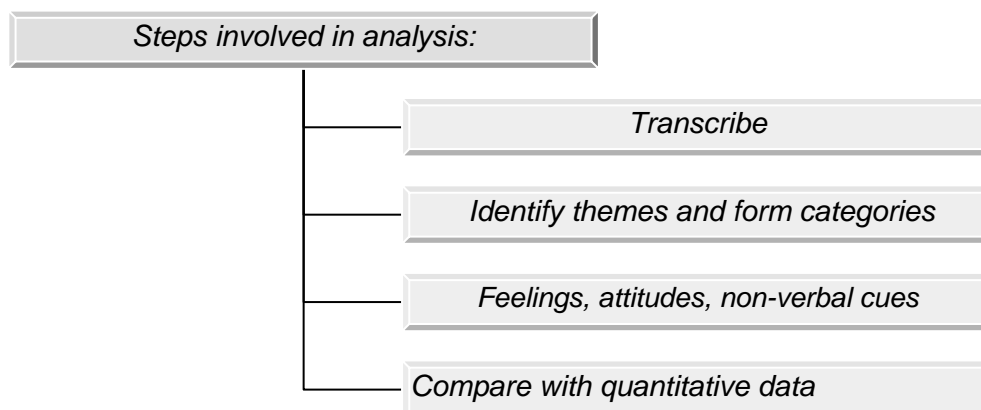 Steps involved in analysis:
Transcribe
Identify themes and form categories
Feelings, attitudes, non-verbal cues
Compare with quantitative data